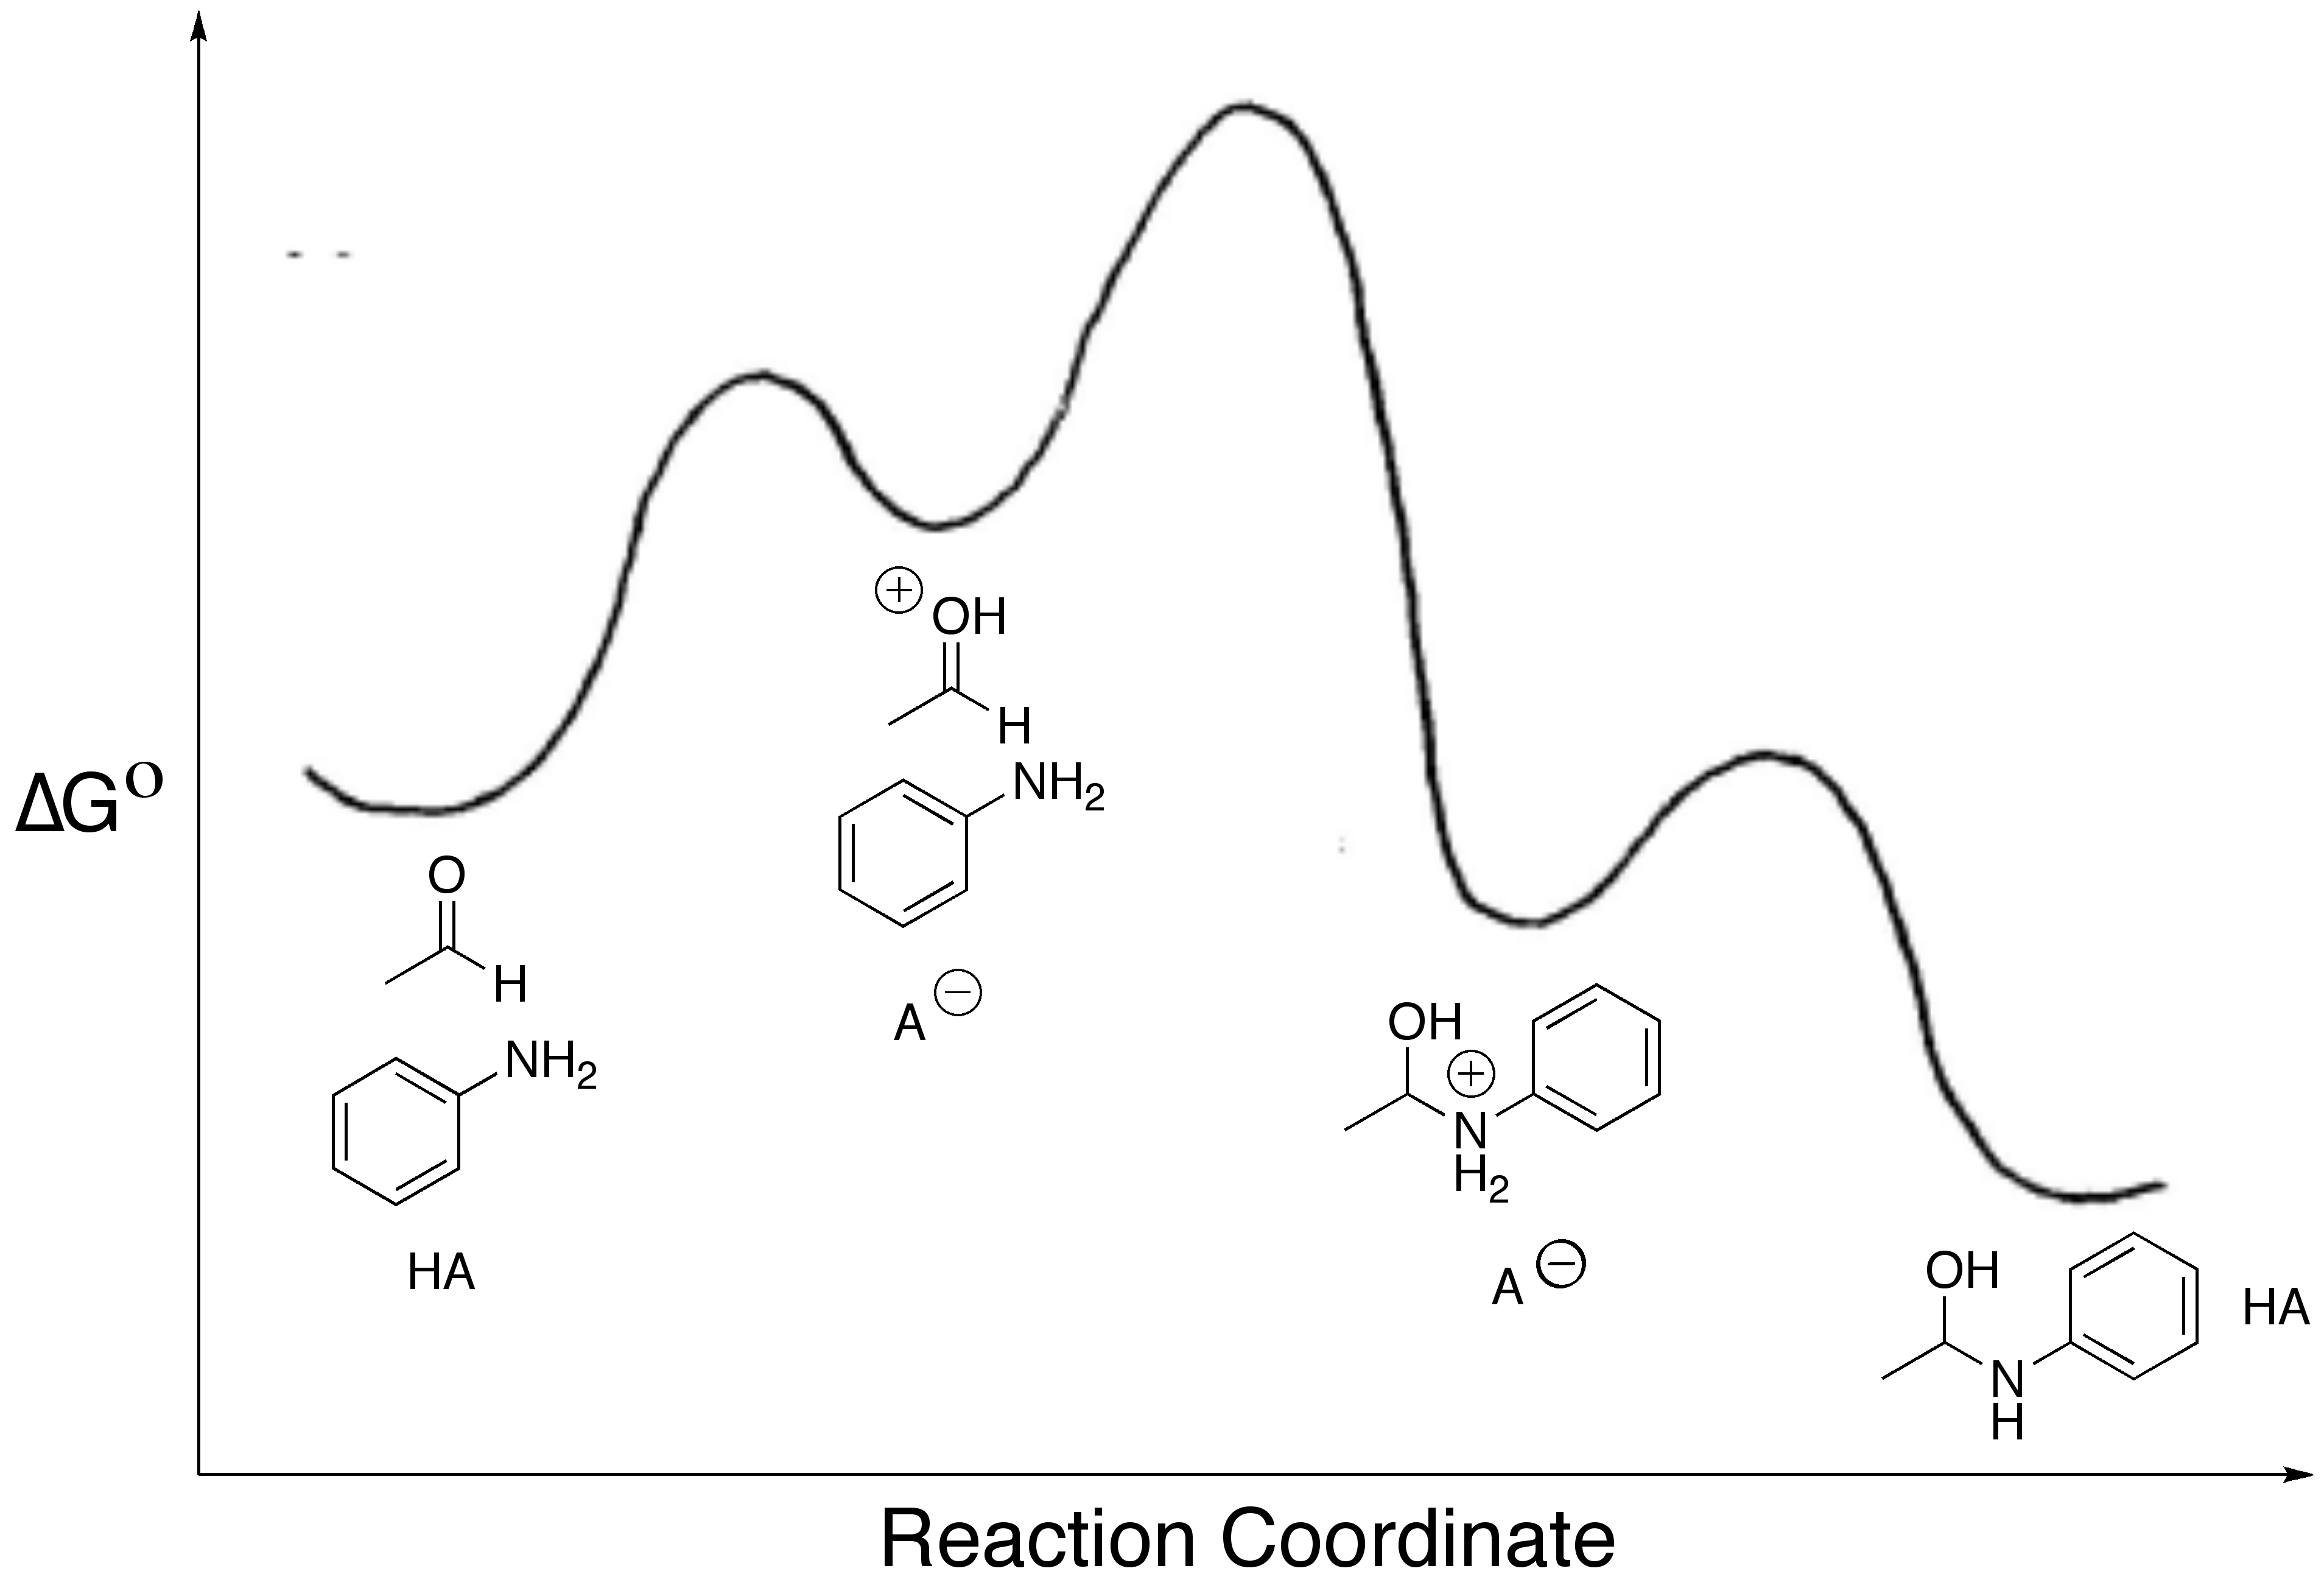 ΔG°
O
H
NH2
HA
⊕
OH
H
NH2
A⊖
OH
⊕
N
H2
A⊖
OH
N
H
HA
Reaction Coordinate